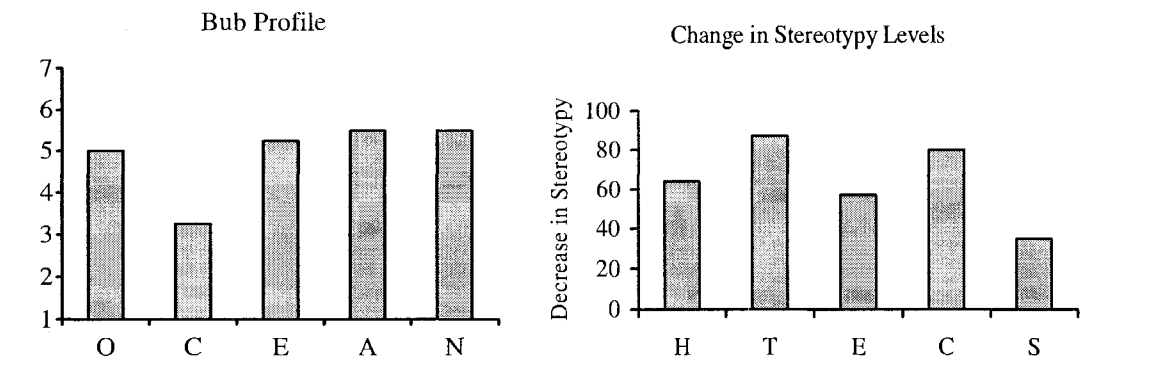 Bub Profile
7
6
5
4
3
2
1
O C E A N
Change in Stereotypy Levels
Decrease in Stereotypy
100
80
60
40
20
0
H T E C S